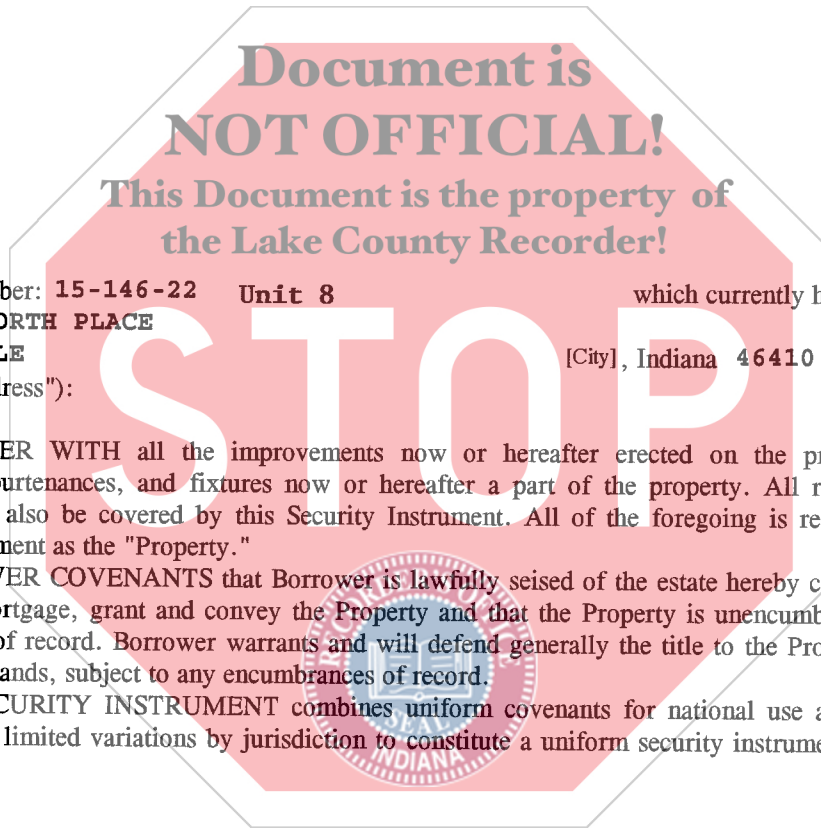 Document is
NOT OFFICIAL!
This Document is the property of
the Lake County Recorder!
ber: 15-146-22 Unit 8 which currently h
ORTH PLACE
LE [City], Indiana 46410
dress"):
STOP
ER WITH all the improvements now or hereafter erected on the pr
urtenances, and fixtures now or hereafter a part of the property. All r
also be covered by this Security Instrument. All of the foregoing is re
ment as the "Property."
VER COVENANTS that Borrower is lawfully seised of the estate hereby c
ortgage, grant and convey the Property and that the Property is unencumb
of record. Borrower warrants and will defend generally the title to the Pro
ands, subject to any encumbrances of record.
CURITY INSTRUMENT combines uniform covenants for national use a
limited variations by jurisdiction to constitute a uniform security instrume
RECORDER'S OFFICE
SEAL
INDIANA